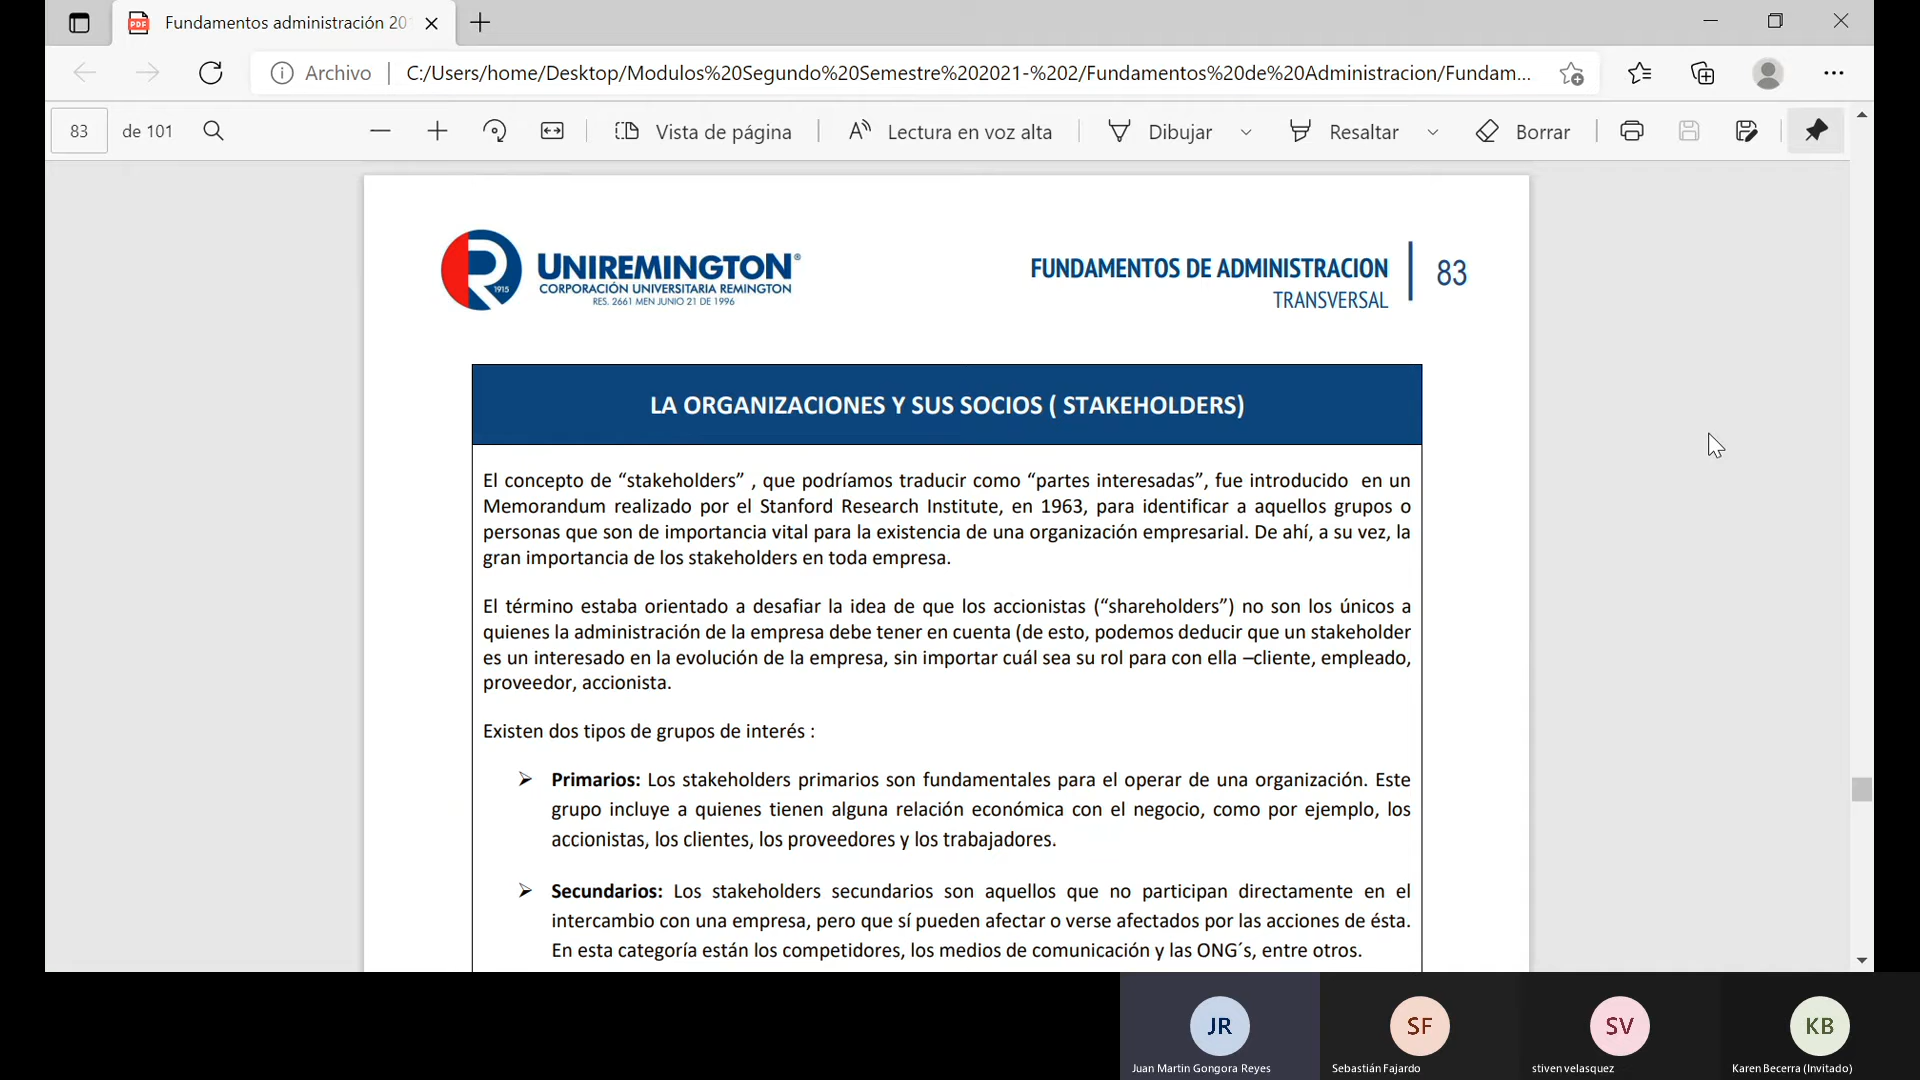 Fundamentos administración 20
Archivo | C:/Users/home/Desktop/Modulos%20Segundo%20Semestre%202021-%202/Fundamentos%20de%20Administracion/Fundam...
83 de 101
Vista de página
Lectura en voz alta
Dibujar
Resaltar
Borrar
1915
UNIREMINGTON®
CORPORACIÓN UNIVERSITARIA REMINGTON
RES. 2661 MEN JUNIO 21 DE 1996
FUNDAMENTOS DE ADMINISTRACION
TRANSVERSAL
83
LA ORGANIZACIONES Y SUS SOCIOS ( STAKEHOLDERS)
El concepto de “stakeholders” , que podríamos traducir como “partes interesadas”, fue introducido en un
Memorandum realizado por el Stanford Research Institute, en 1963, para identificar a aquellos grupos o
personas que son de importancia vital para la existencia de una organización empresarial. De ahí, a su vez, la
gran importancia de los stakeholders en toda empresa.
El término estaba orientado a desafiar la idea de que los accionistas (“shareholders”) no son los únicos a
quienes la administración de la empresa debe tener en cuenta (de esto, podemos deducir que un stakeholder
es un interesado en la evolución de la empresa, sin importar cuál sea su rol para con ella –cliente, empleado,
proveedor, accionista.
Existen dos tipos de grupos de interés :
➢ Primarios: Los stakeholders primarios son fundamentales para el operar de una organización. Este
grupo incluye a quienes tienen alguna relación económica con el negocio, como por ejemplo, los
accionistas, los clientes, los proveedores y los trabajadores.
➢ Secundarios: Los stakeholders secundarios son aquellos que no participan directamente en el
intercambio con una empresa, pero que sí pueden afectar o verse afectados por las acciones de ésta.
En esta categoría están los competidores, los medios de comunicación y las ONG´s, entre otros.
JR
SF
SV
KB
Juan Martin Gongora Reyes
Sebastián Fajardo
stiven velasquez
Karen Becerra (Invitado)